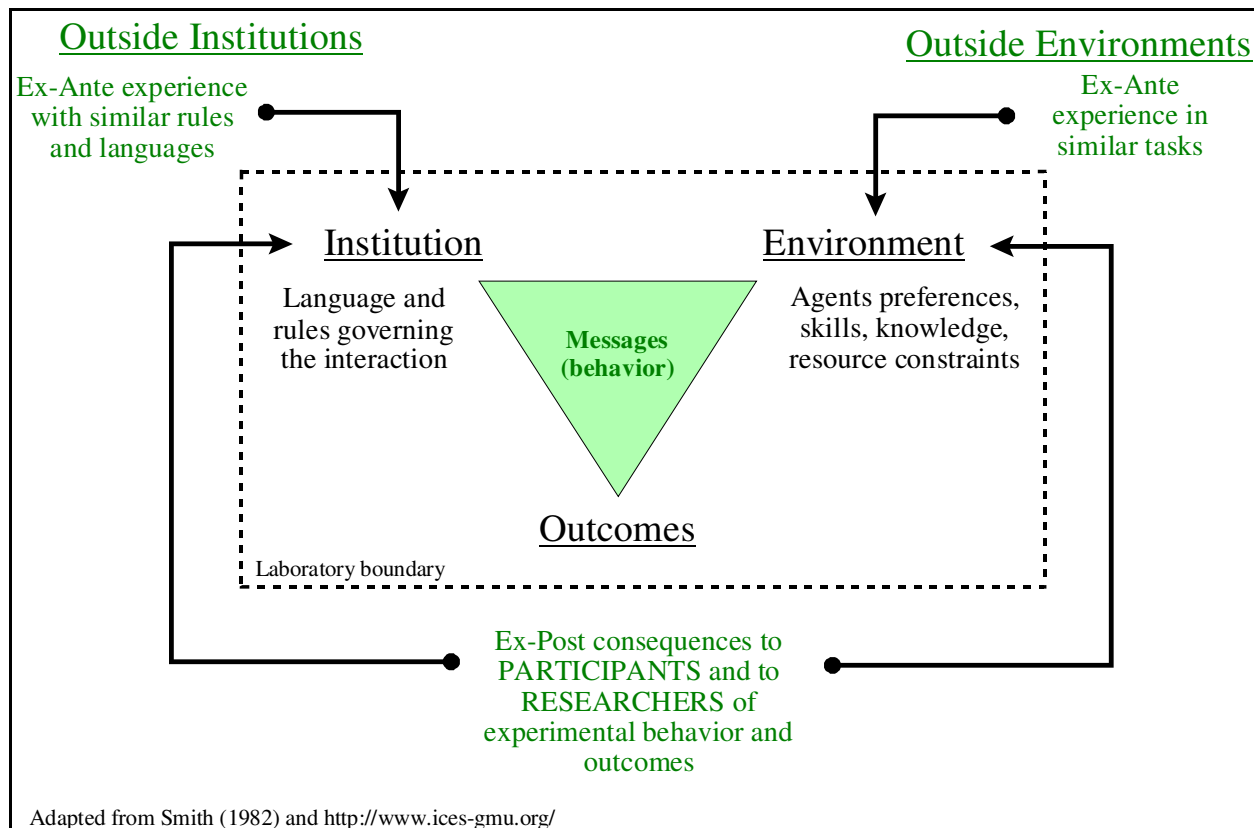 Outside Institutions
Ex-Ante experience
with similar rules
and languages
Outside Environments
Ex-Ante
experience in
similar tasks
Institution
Language and
rules governing
the interaction
Environment
Agents preferences,
skills, knowledge,
resource constraints
Messages
(behavior)
Outcomes
Laboratory boundary
Ex-Post consequences to
PARTICIPANTS and to
RESEARCHERS of
experimental behavior and
outcomes
Adapted from Smith (1982) and http://www.ices-gmu.org/